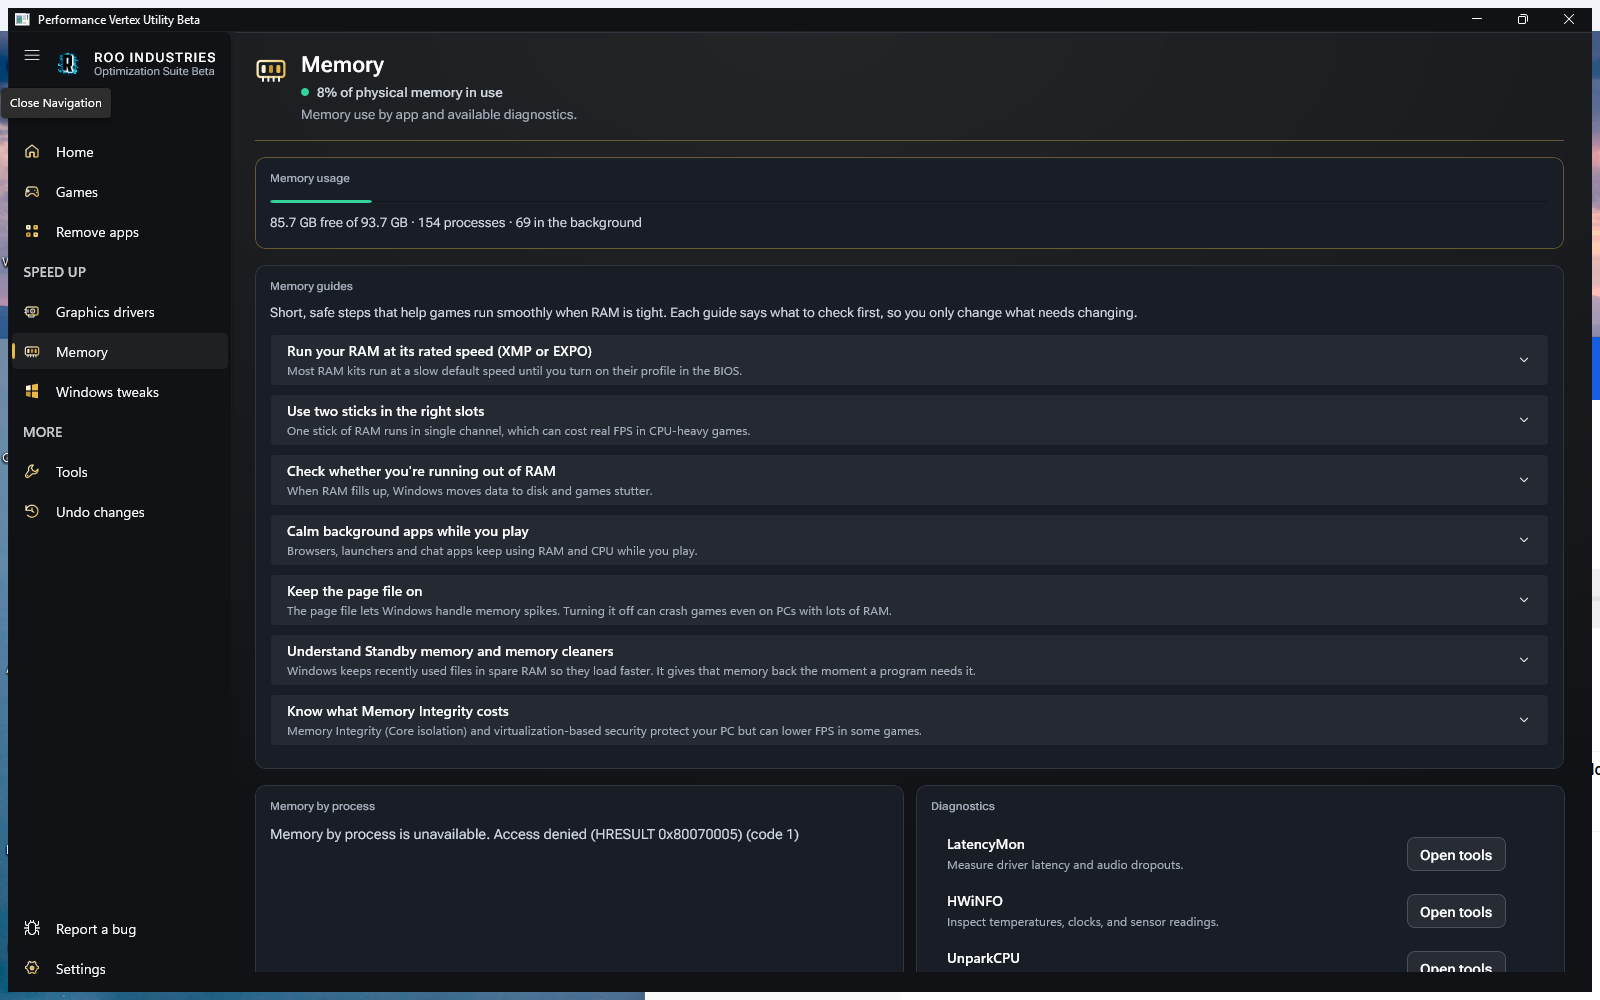 Performance Vertex Utility Beta
ROO INDUSTRIES
Optimization Suite Beta
Close Navigation
Home
Games
Remove apps
SPEED UP
Graphics drivers
Memory
Windows tweaks
MORE
Tools
Undo changes
Report a bug
Settings
Memory
8% of physical memory in use
Memory use by app and available diagnostics.
Memory usage
85.7 GB free of 93.7 GB · 154 processes · 69 in the background
Memory guides
Short, safe steps that help games run smoothly when RAM is tight. Each guide says what to check first, so you only change what needs changing.
Run your RAM at its rated speed (XMP or EXPO)
Most RAM kits run at a slow default speed until you turn on their profile in the BIOS.
Use two sticks in the right slots
One stick of RAM runs in single channel, which can cost real FPS in CPU-heavy games.
Check whether you're running out of RAM
When RAM fills up, Windows moves data to disk and games stutter.
Calm background apps while you play
Browsers, launchers and chat apps keep using RAM and CPU while you play.
Keep the page file on
The page file lets Windows handle memory spikes. Turning it off can crash games even on PCs with lots of RAM.
Understand Standby memory and memory cleaners
Windows keeps recently used files in spare RAM so they load faster. It gives that memory back the moment a program needs it.
Know what Memory Integrity costs
Memory Integrity (Core isolation) and virtualization-based security protect your PC but can lower FPS in some games.
Memory by process
Memory by process is unavailable. Access denied (HRESULT 0x80070005) (code 1)
Diagnostics
LatencyMon
Measure driver latency and audio dropouts.
Open tools
HWiNFO
Inspect temperatures, clocks, and sensor readings.
Open tools
UnparkCPU
Open tools